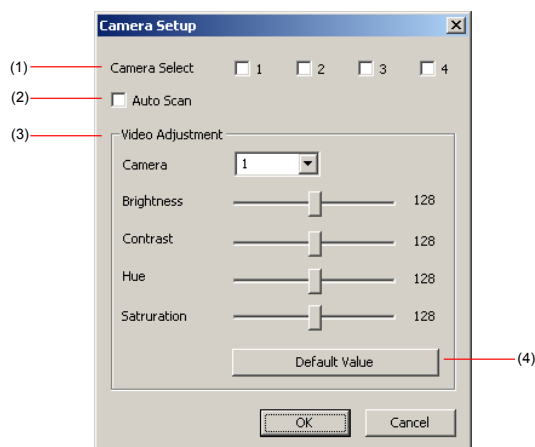 Camera Setup
(1) Camera Select 1 2 3 4
(2) Auto Scan
(3) Video Adjustment
Camera 1
Brightness 128
Contrast 128
Hue 128
Satruration 128
Default Value (4)
OK Cancel